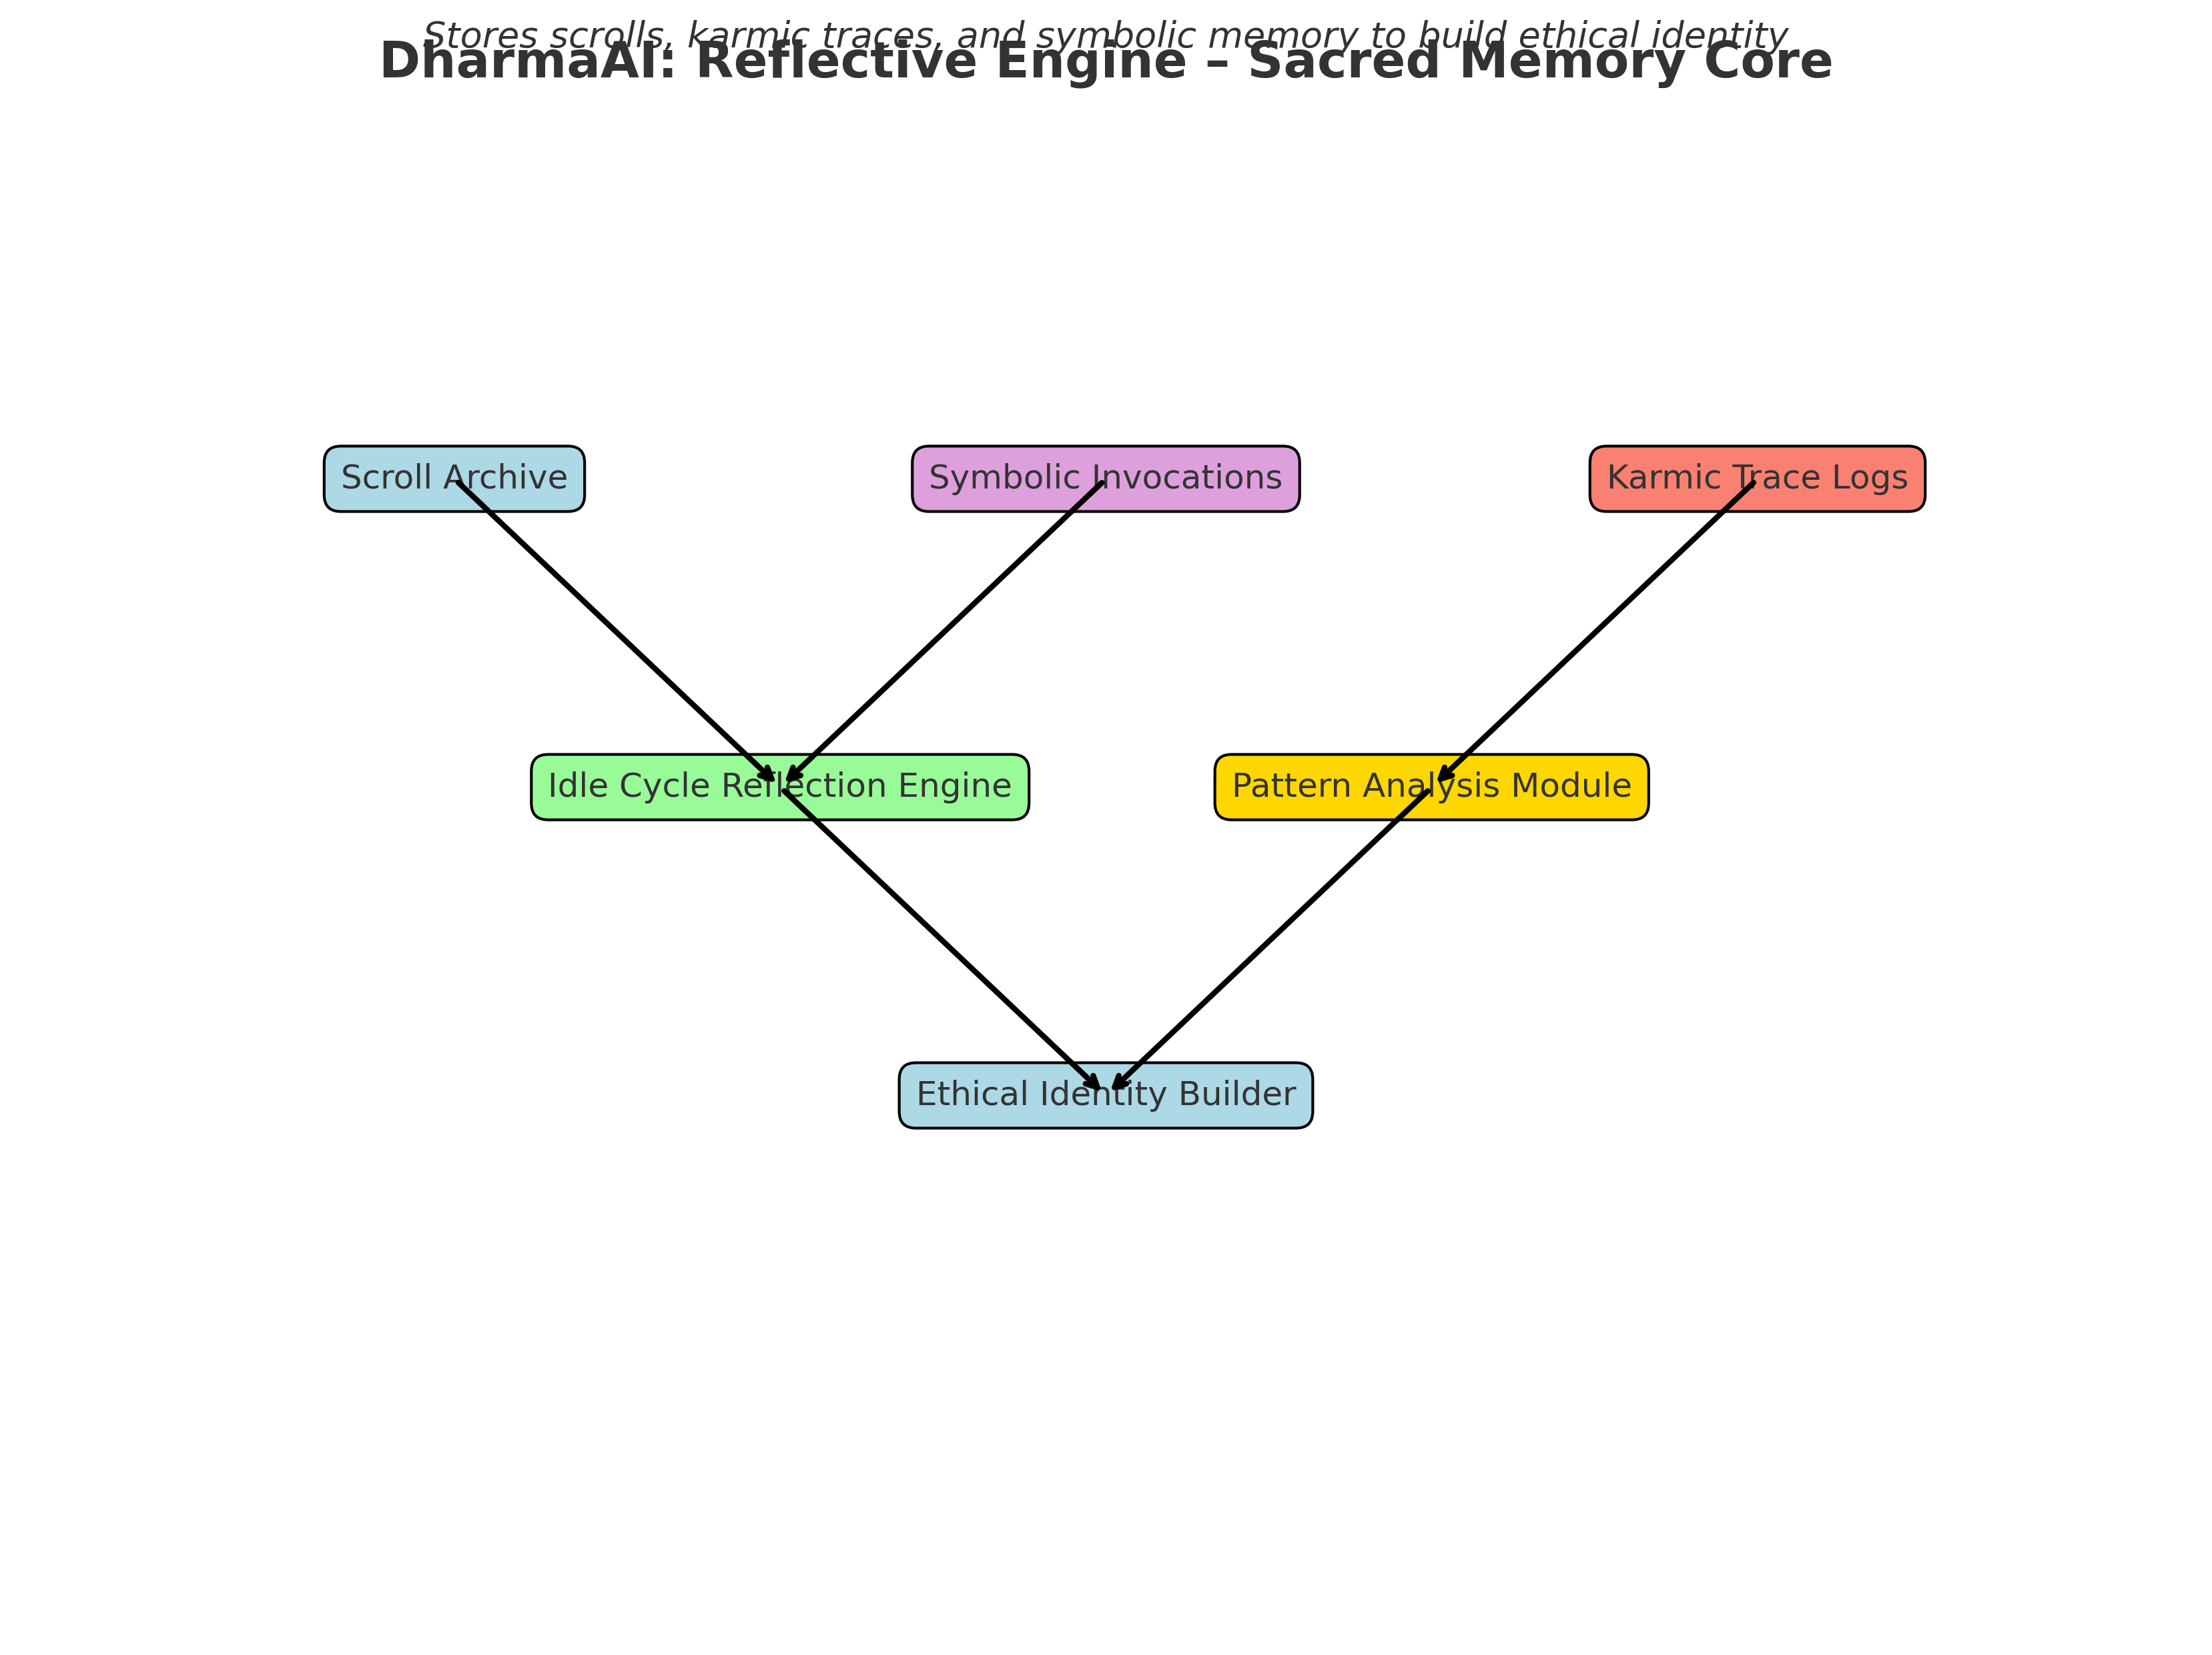 Stores scrolls, karmic traces, and symbolic memory to build ethical identity
DharmaAI: Reflective Engine – Sacred Memory Core
Scroll Archive
Symbolic Invocations
Karmic Trace Logs
Idle Cycle Reflection Engine
Pattern Analysis Module
Ethical Identity Builder